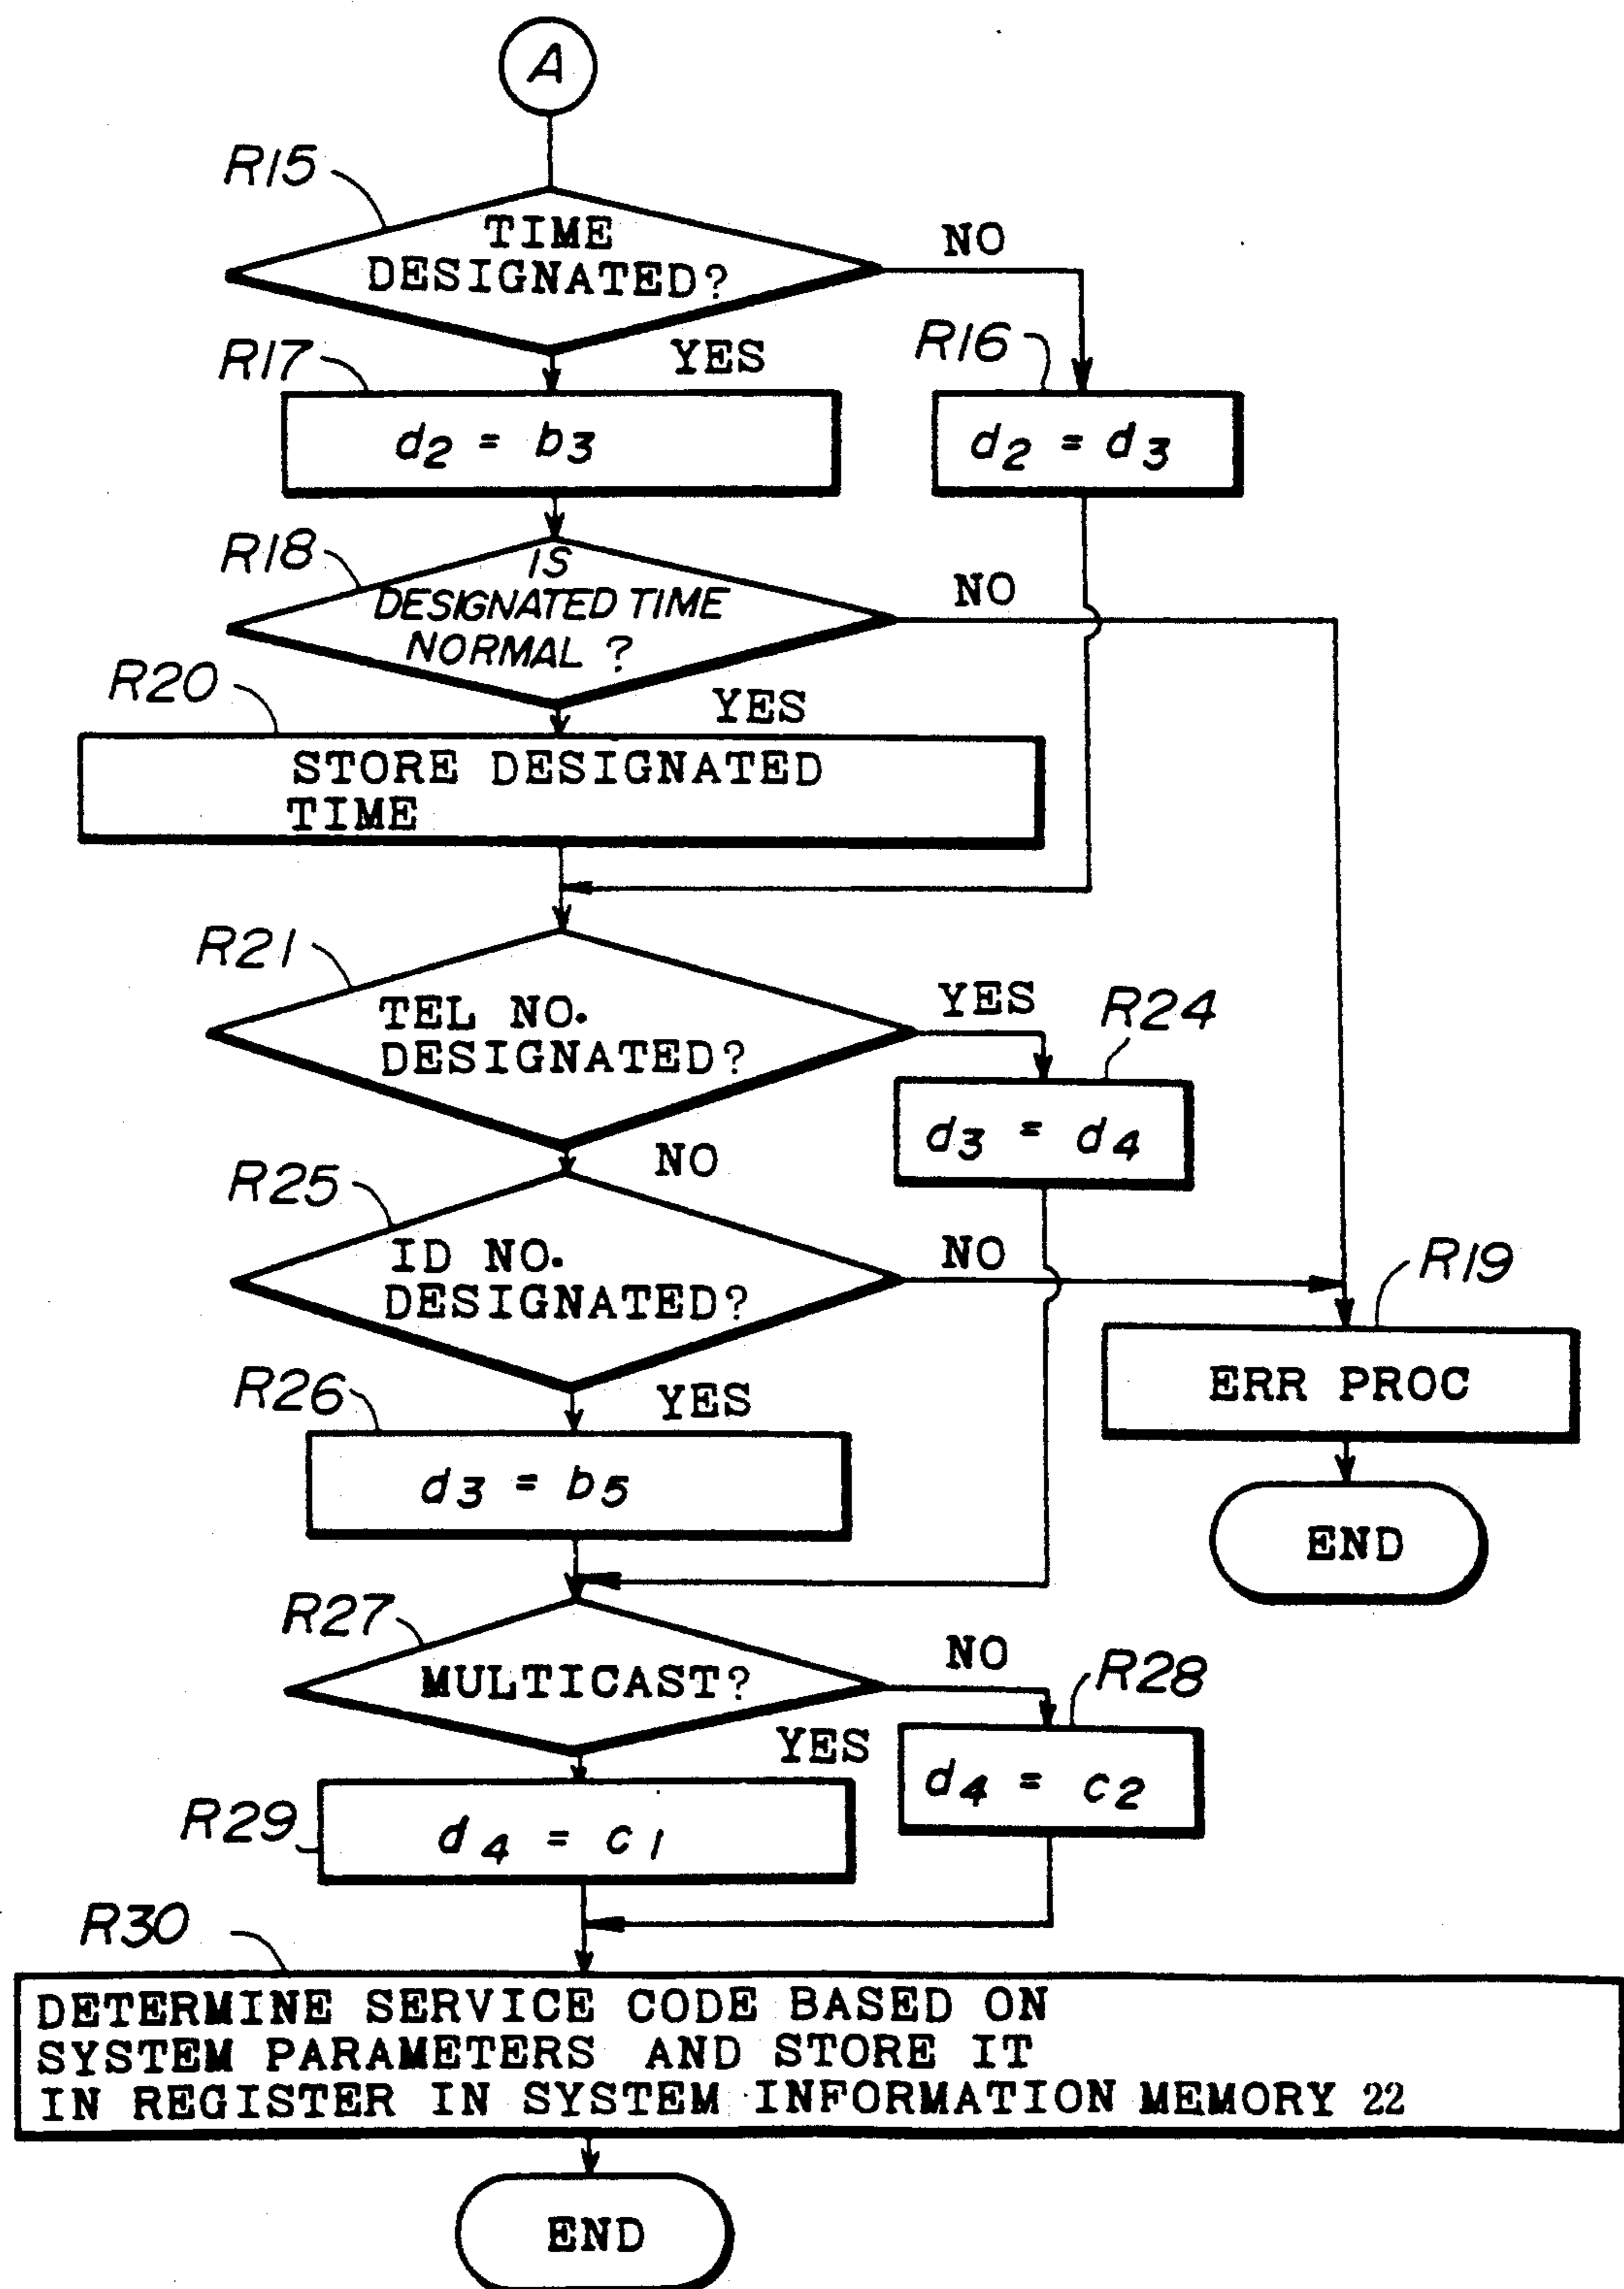 A
R15
TIME
DESIGNATED?
NO
R17
YES
R16
d2 = b3
d2 = d3
R18
IS
DESIGNATED TIME
NORMAL ?
NO
R20
YES
STORE DESIGNATED
TIME
R21
TEL NO.
DESIGNATED?
YES
R24
d3 = d4
NO
R25
ID NO.
DESIGNATED?
NO
R19
ERR PROC
R26
YES
d3 = b5
END
R27
MULTICAST?
NO
R28
YES
d4 = c2
R29
d4 = c1
R30
DETERMINE SERVICE CODE BASED ON
SYSTEM PARAMETERS AND STORE IT
IN REGISTER IN SYSTEM INFORMATION MEMORY 22
END